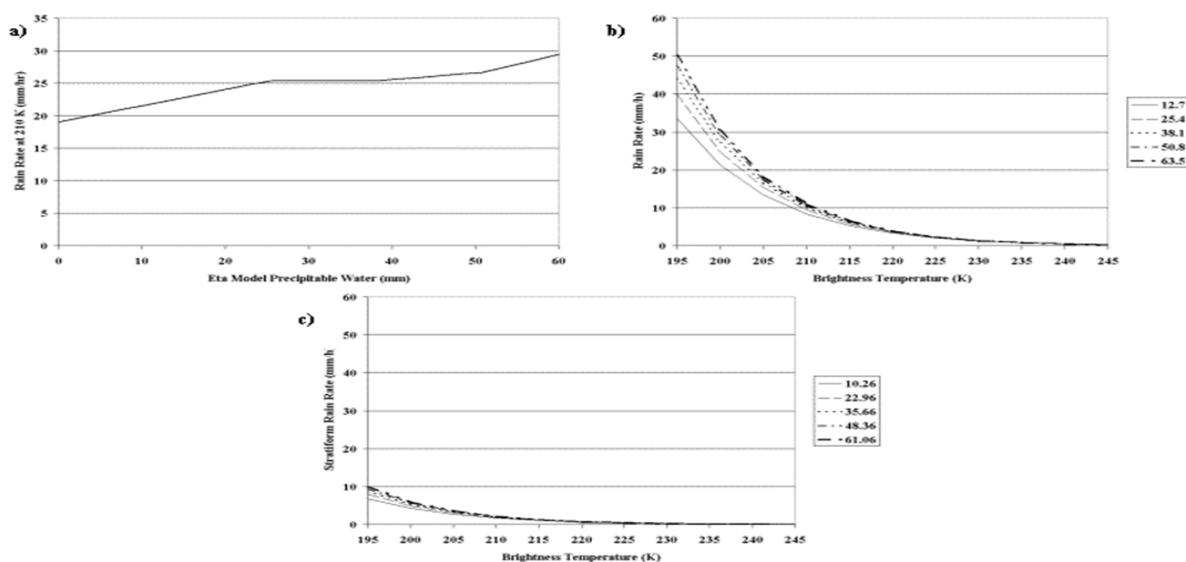 a)
35
30
25
20
15
10
5
0
Rain Rate at 210 K (mm/hr)
0 10 20 30 40 50 60
Eta Model Precipitable Water (mm)
b)
60
50
40
30
20
10
0
Rain Rate (mm/h)
195 200 205 210 215 220 225 230 235 240 245
Brightness Temperature (K)
12.7
25.4
38.1
50.8
63.5
c)
60
50
40
30
20
10
0
Stratiform Rain Rate (mm/h)
195 200 205 210 215 220 225 230 235 240 245
Brightness Temperature (K)
10.26
22.96
35.66
48.36
61.06